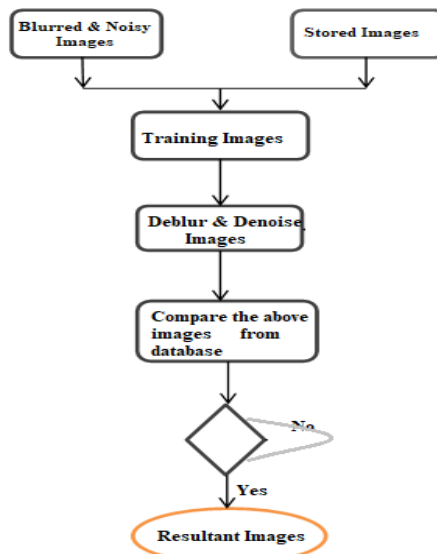 Blurred & Noisy
Images
Stored Images
Training Images
Deblur & Denoise
Images
Compare the above
images from
database
No
Yes
Resultant Images